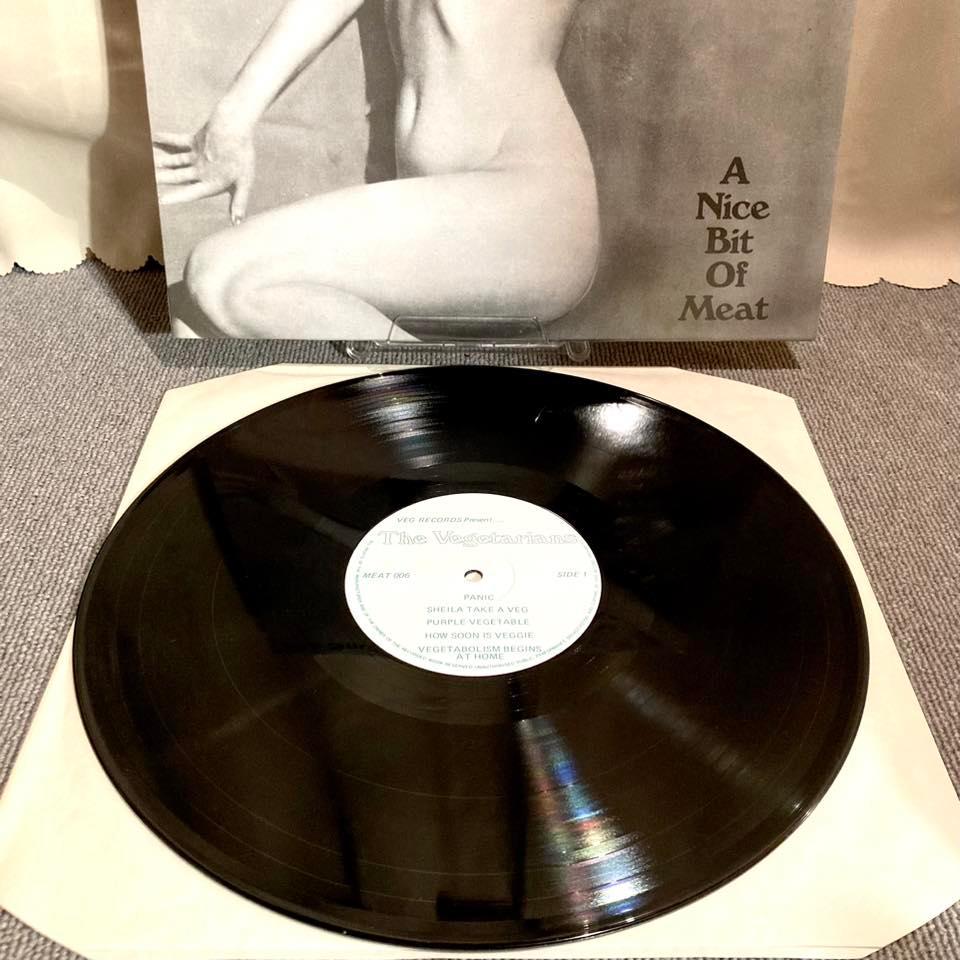 A
Nice
Bit
Of
Meat
VEG RECORDS Present ...
The Vegetarians
MEAT 006
SIDE 1
PANIC
SHEILA TAKE A VEG
PURPLE VEGETABLE
HOW SOON IS VEGGIE
VEGETABOLISM BEGINS
AT HOME